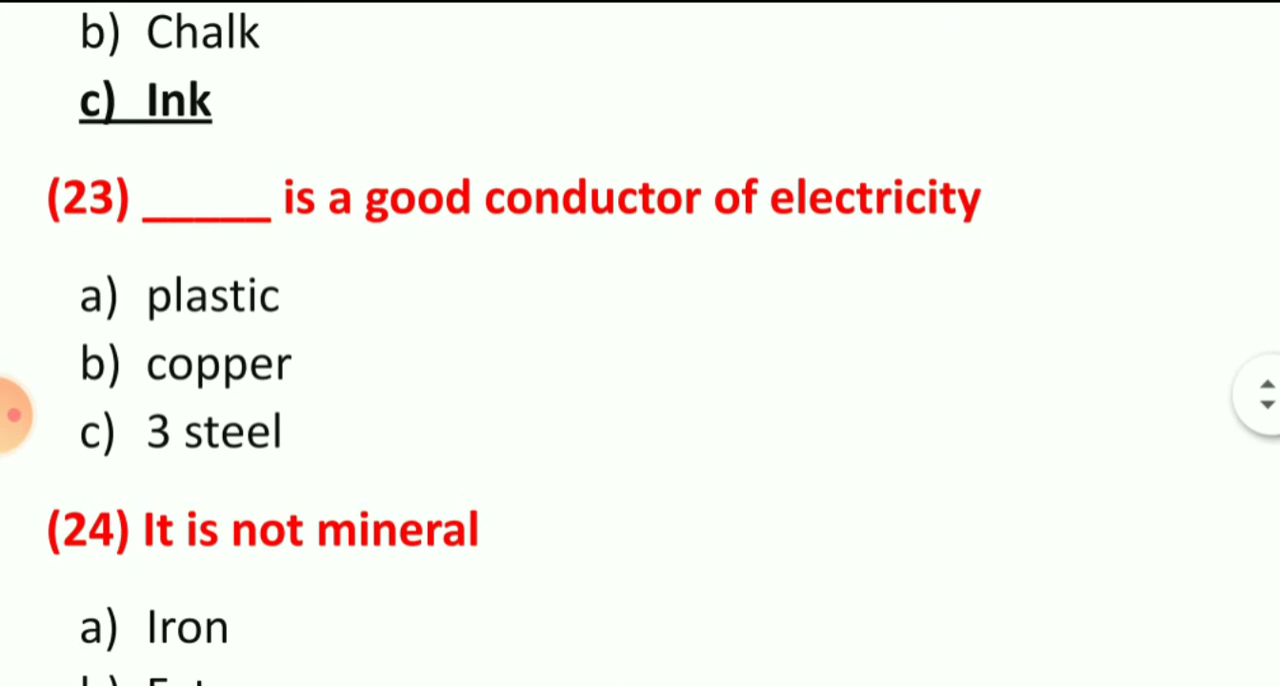 b) Chalk
c) Ink
(23) _____ is a good conductor of electricity
a) plastic
b) copper
c) 3 steel
(24) It is not mineral
a) Iron